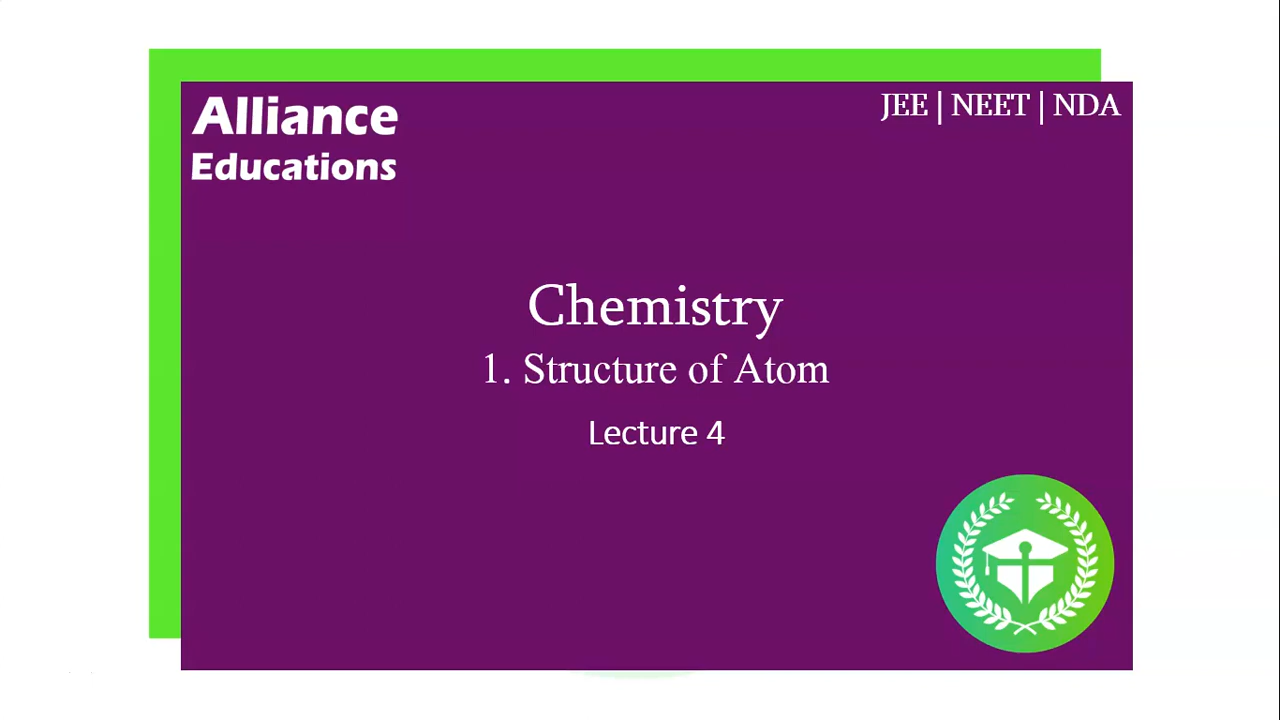 Alliance
Educations
JEE | NEET | NDA
Chemistry
1. Structure of Atom
Lecture 4